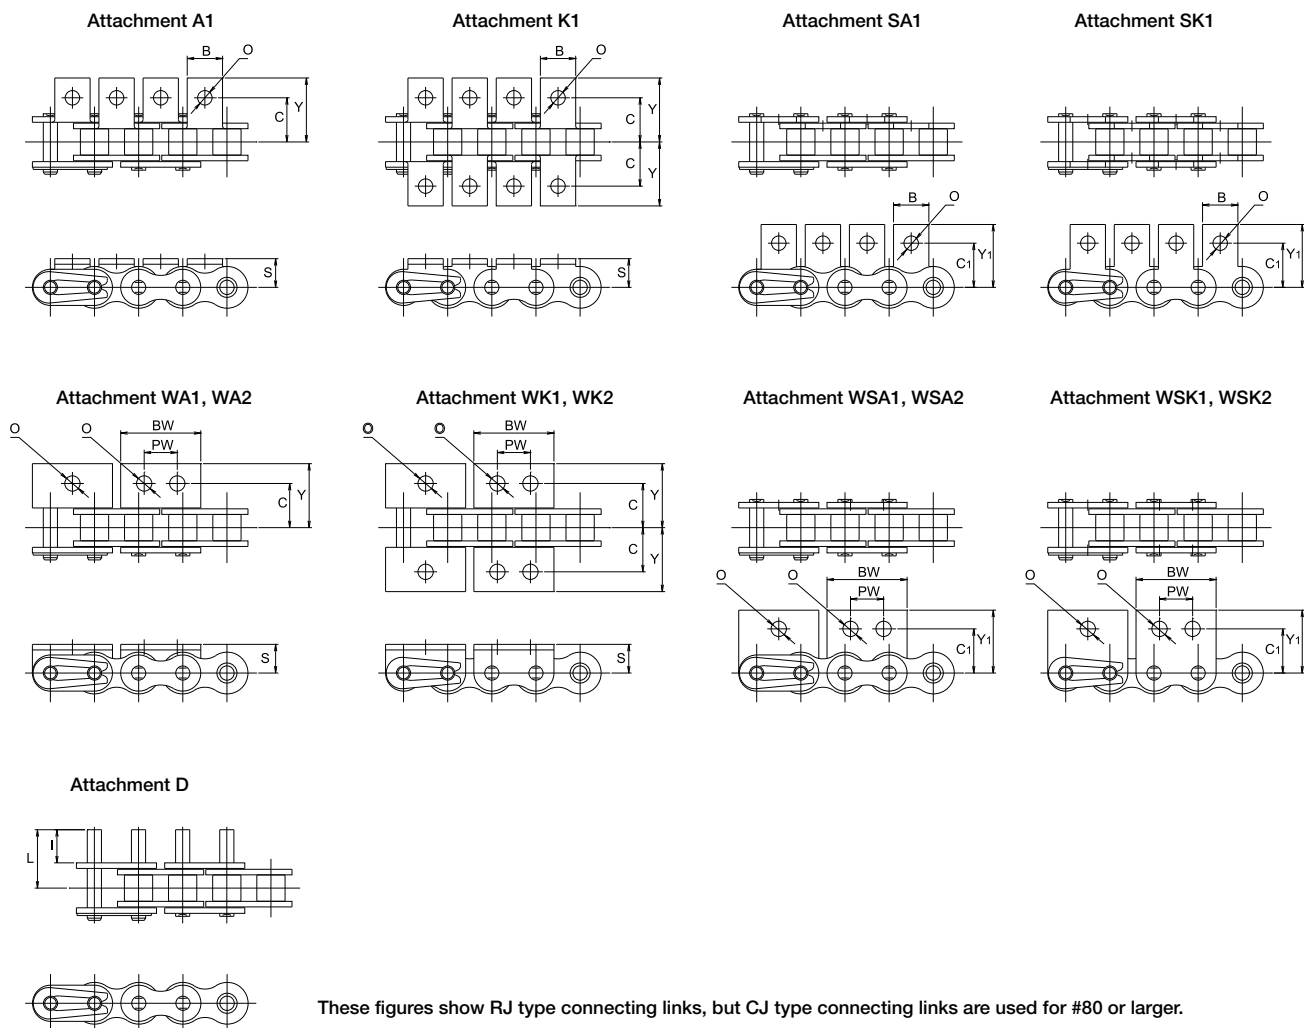 Attachment A1
B
O
C
Y
S
Attachment K1
B
O
C
Y
C
Y
S
Attachment SA1
B
O
C1
Y1
Attachment SK1
B
O
C1
Y1
Attachment WA1, WA2
O
O
BW
PW
C
Y
S
Attachment WK1, WK2
O
O
BW
PW
C
Y
C
Y
S
Attachment WSA1, WSA2
O
O
BW
PW
C1
Y1
Attachment WSK1, WSK2
O
O
BW
PW
C1
Y1
Attachment D
L
I
These figures show RJ type connecting links, but CJ type connecting links are used for #80 or larger.